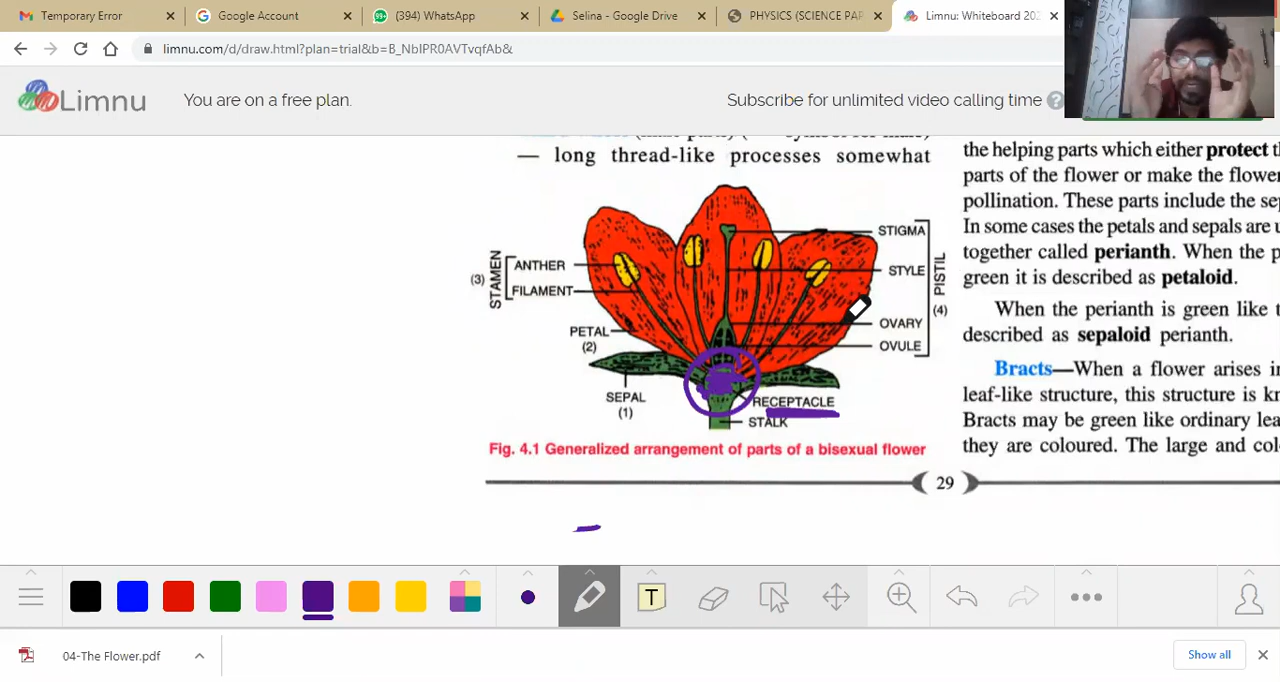 Temporary Error
Google Account
99+
(394) WhatsApp
Selina - Google Drive
PHYSICS (SCIENCE PAP
Limnu: Whiteboard 202
limnu.com/d/draw.html?plan=trial&b=B_NbIPR0AVTvqfAb&
Limnu
You are on a free plan.
Subscribe for unlimited video calling time ?
— long thread-like processes somewhat
STIGMA
STYLE
OVARY
OVULE
PISTIL
(4)
(3) STAMEN
ANTHER
FILAMENT
PETAL
(2)
SEPAL
(1)
RECEPTACLE
STALK
Fig. 4.1 Generalized arrangement of parts of a bisexual flower
29
the helping parts which either protect
parts of the flower or make the flower
pollination. These parts include the
In some cases the petals and sepals are
together called perianth. When the
green it is described as petaloid.
When the perianth is green like
described as sepaloid perianth.
Bracts—When a flower arises
leaf-like structure, this structure is
Bracts may be green like ordinary
they are coloured. The large and
T
04-The Flower.pdf
Show all